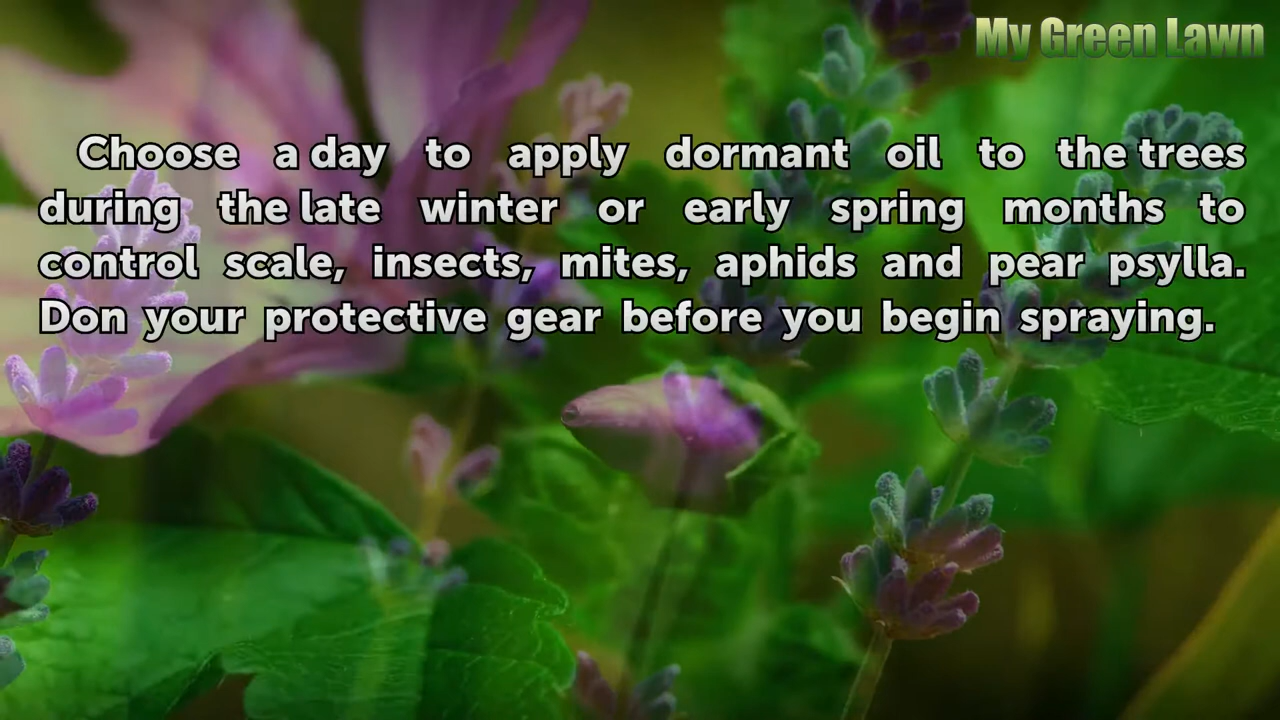 My Green Lawn
Choose a day to apply dormant oil to the trees
during the late winter or early spring months to
control scale, insects, mites, aphids and pear psylla.
Don your protective gear before you begin spraying.